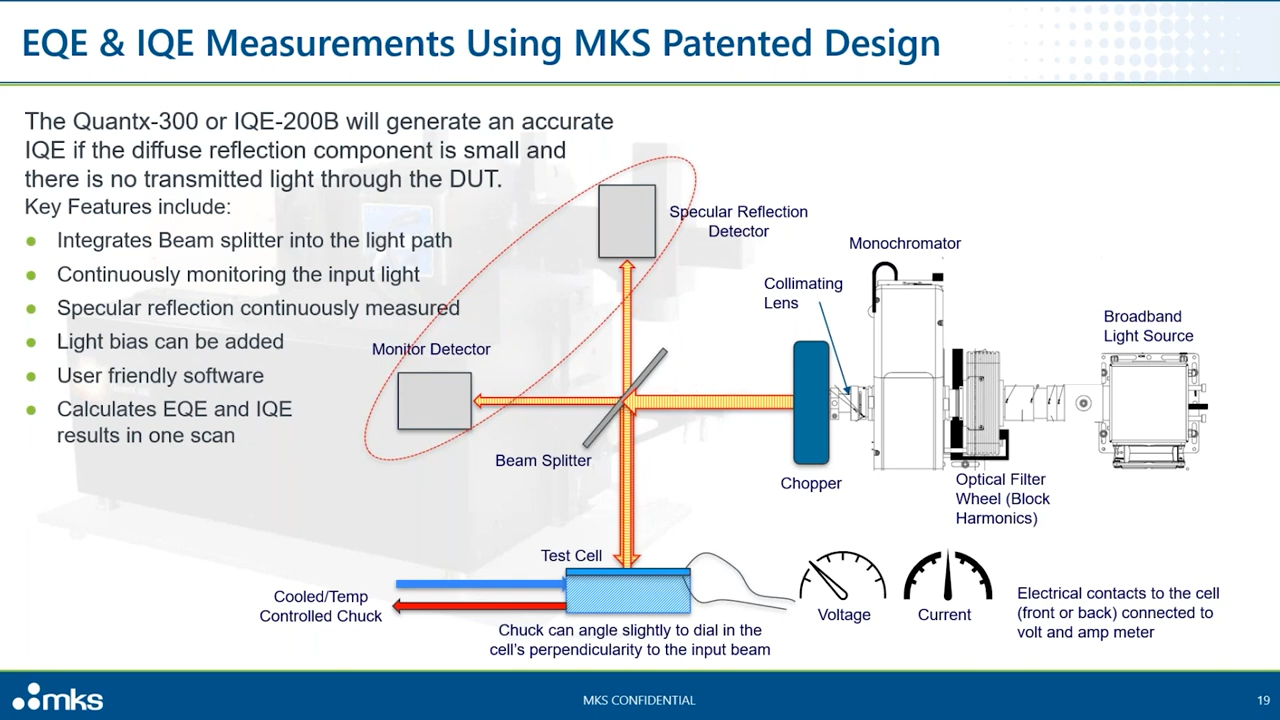 EQE & IQE Measurements Using MKS Patented Design
The Quantx-300 or IQE-200B will generate an accurate
IQE if the diffuse reflection component is small and
there is no transmitted light through the DUT.
Key Features include:
Integrates Beam splitter into the light path
Continuously monitoring the input light
Specular reflection continuously measured
Light bias can be added
User friendly software
Calculates EQE and IQE
results in one scan
Specular Reflection
Detector
Monitor Detector
Beam Splitter
Collimating
Lens
Monochromator
Broadband
Light Source
Chopper
Optical Filter
Wheel (Block
Harmonics)
Test Cell
Cooled/Temp
Controlled Chuck
Chuck can angle slightly to dial in the
cell's perpendicularity to the input beam
Voltage
Current
Electrical contacts to the cell
(front or back) connected to
volt and amp meter
mks
MKS CONFIDENTIAL
19